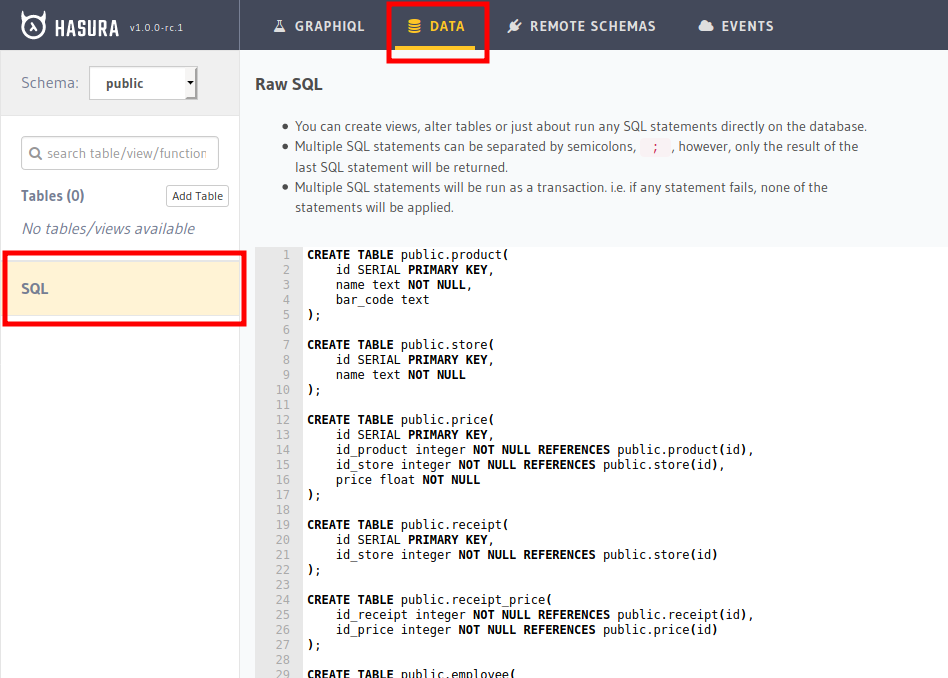 HASURA v1.0.0-rc.1 GRAPHIQL DATA REMOTE SCHEMAS EVENTS
Schema: public
search table/view/function
Tables (0) Add Table
No tables/views available
SQL
Raw SQL
You can create views, alter tables or just about run any SQL statements directly on the database.
Multiple SQL statements can be separated by semicolons, ; , however, only the result of the
last SQL statement will be returned.
Multiple SQL statements will be run as a transaction. i.e. if any statement fails, none of the
statements will be applied.
1 CREATE TABLE public.product(
2     id SERIAL PRIMARY KEY,
3     name text NOT NULL,
4     bar_code text
5 );
6
7 CREATE TABLE public.store(
8     id SERIAL PRIMARY KEY,
9     name text NOT NULL
10 );
11
12 CREATE TABLE public.price(
13     id SERIAL PRIMARY KEY,
14     id_product integer NOT NULL REFERENCES public.product(id),
15     id_store integer NOT NULL REFERENCES public.store(id),
16     price float NOT NULL
17 );
18
19 CREATE TABLE public.receipt(
20     id SERIAL PRIMARY KEY,
21     id_store integer NOT NULL REFERENCES public.store(id)
22 );
23
24 CREATE TABLE public.receipt_price(
25     id_receipt integer NOT NULL REFERENCES public.receipt(id),
26     id_price integer NOT NULL REFERENCES public.price(id)
27 );
28
29 CREATE TABLE public.employee(